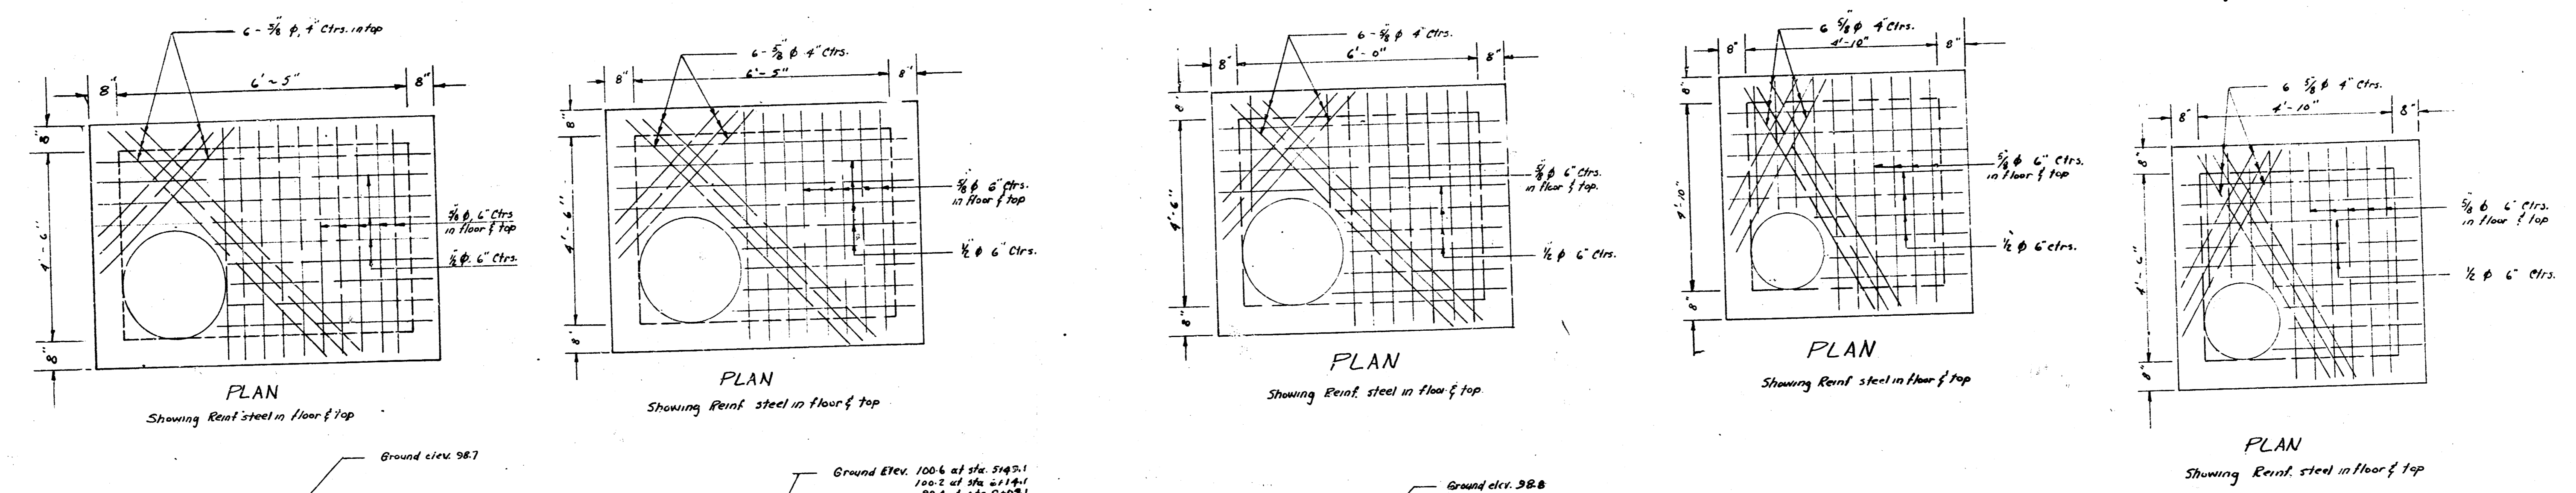 6 - 5/8" ϕ, 4" Ctrs. in top
8"
6' - 5"
8"
8"
4' - 6"
8"
5/8" ϕ, 6" Ctrs
in floor & top
1/2" ϕ. 6" Ctrs.
PLAN
Showing Reinf steel in floor & top
Ground elev. 98.7
6 - 5/8" ϕ 4" Ctrs.
8"
6' - 5"
8"
8"
4' - 6"
8"
5/8" ϕ 6" Ctrs.
in floor & top
1/2" ϕ 6" Ctrs.
PLAN
Showing Reinf steel in floor & top
Ground Elev. 100.6 at sta.
100.2 at sta
6 - 5/8" ϕ 4" Ctrs.
8"
6' - 0"
8"
8"
4' - 6"
8"
5/8" ϕ 6" Ctrs.
in floor & top.
1/2" ϕ 6" Ctrs.
PLAN
Showing Reinf. steel in floor & top.
Ground elev. 98.8
6 5/8" ϕ 4" Ctrs.
8"
4' - 10"
8"
8"
4' - 10"
8"
5/8" ϕ 6" Ctrs.
in floor & top
1/2 ϕ 6" ctrs.
PLAN
Showing Reinf steel in floor & top
6 5/8" ϕ 4" Ctrs.
8"
4' - 10"
8"
8"
4' - 6"
8"
5/8" ϕ 6" Ctrs.
in floor & top
1/2 ϕ 6" Ctrs.
PLAN
Showing Reinf. steel in floor & top